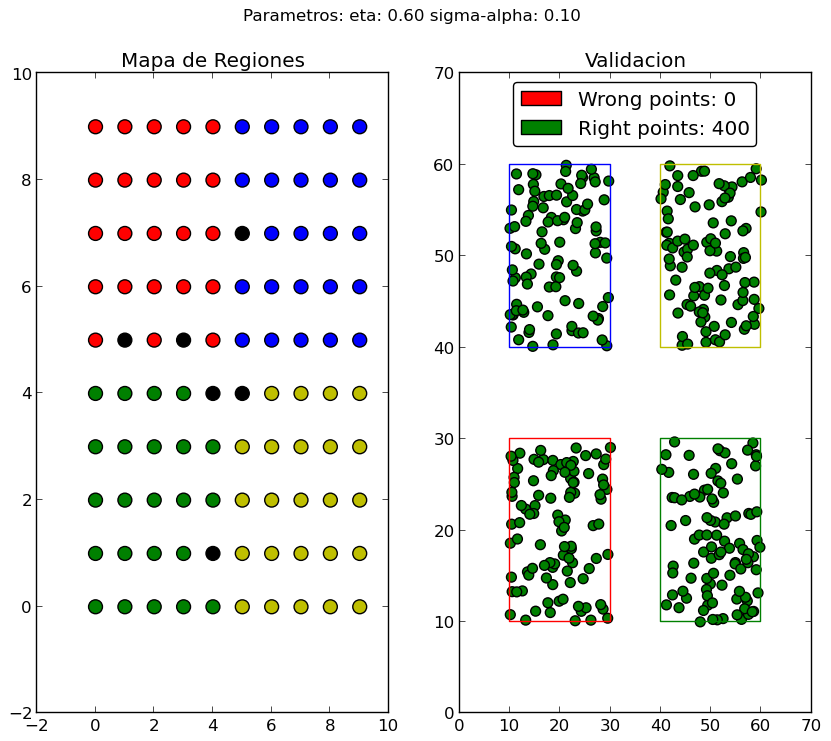 Parametros: eta: 0.60 sigma-alpha: 0.10
Mapa de Regiones
10
8
6
4
2
0
−2
−2 0 2 4 6 8 10
Validacion
Wrong points: 0
Right points: 400
70
60
50
40
30
20
10
0
0 10 20 30 40 50 60 70